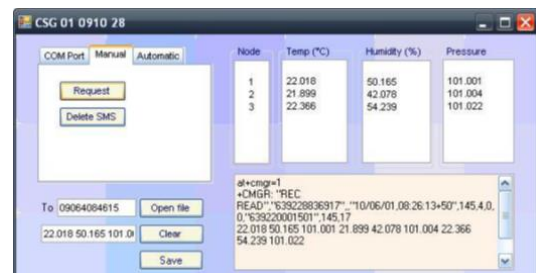 CSG 01 0910 28
COM Port Manual Automatic
Request
Delete SMS
Node Temp (°C) Humidity (%) Pressure
1 22.018 50.165 101.001
2 21.899 42.078 101.004
3 22.366 54.239 101.022
To 09064084615 Open file
22.018 50.165 101.0( Clear
Save
at+cmgr=1
+CMGR: "REC
READ","639228836917",,"10/06/01,08:26:13+50",145,4,0,
0,"639220001501",145,17
22.018 50.165 101.001 21.899 42.078 101.004 22.366
54.239 101.022